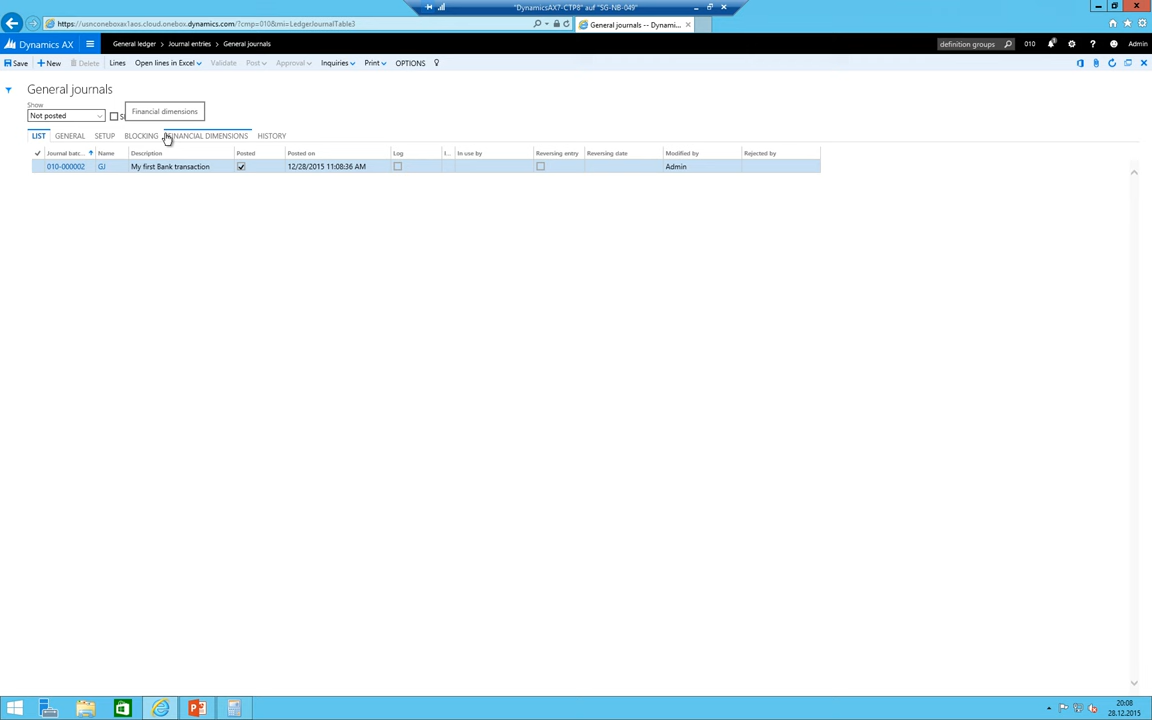 "DynamicsAX7-CTP8" auf "SG-NB-049"
https://usnconeboxax1aos.cloud.onebox.dynamics.com/?cmp=010&mi=LedgerJournalTable3
General journals -- Dynami...
Dynamics AX
General ledger > Journal entries > General journals
definition groups
010
1
Admin
Save
New
Delete
Lines
Open lines in Excel
Validate
Post
Approval
Inquiries
Print
OPTIONS
General journals
Show
Not posted
Financial dimensions
LIST GENERAL SETUP BLOCKING FINANCIAL DIMENSIONS HISTORY
Journal batc... Name Description Posted Posted on Log I... In use by Reversing entry Reversing date Modified by Rejected by
010-000002 GJ My first Bank transaction 12/28/2015 11:08:36 AM Admin
20:08
28.12.2015